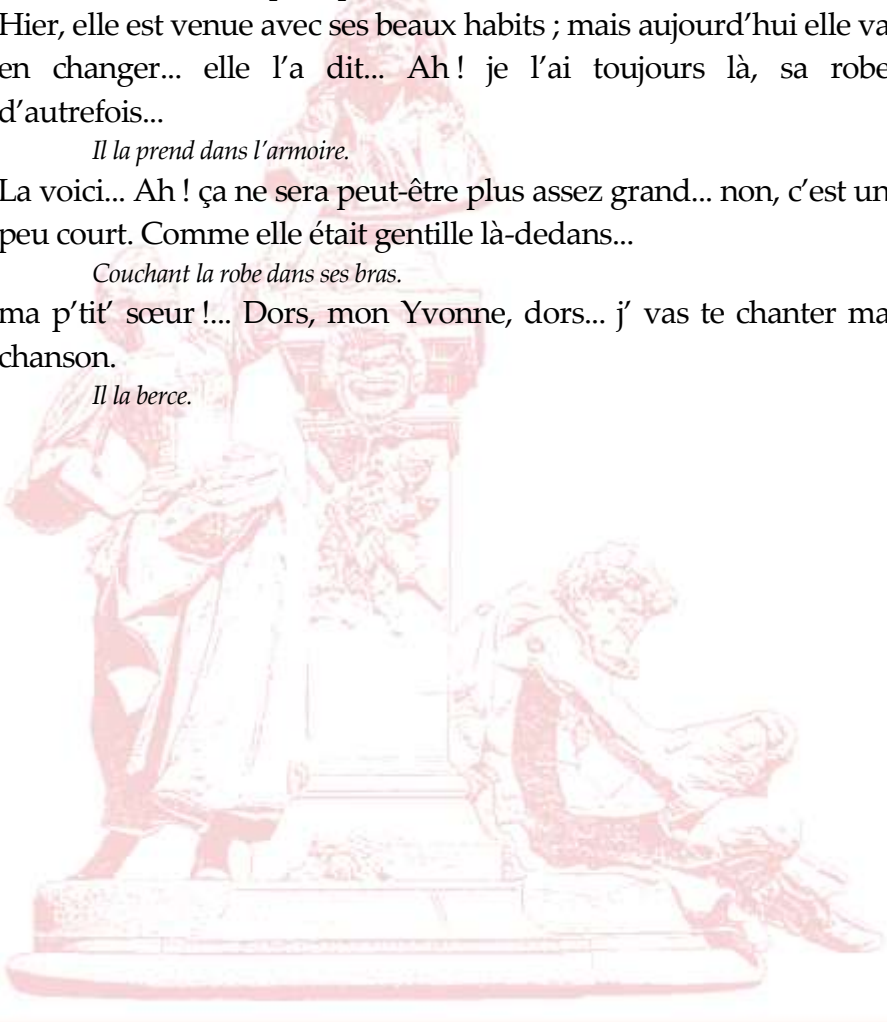 Hier, elle est venue avec ses beaux habits ; mais aujourd’hui elle va
en changer... elle l’a dit... Ah ! je l’ai toujours là, sa robe
d’autrefois...
Il la prend dans l’armoire.
La voici... Ah ! ça ne sera peut-être plus assez grand... non, c’est un
peu court. Comme elle était gentille là-dedans...
Couchant la robe dans ses bras.
ma p’tit’ sœur !... Dors, mon Yvonne, dors... j’ vas te chanter ma
chanson.
Il la berce.